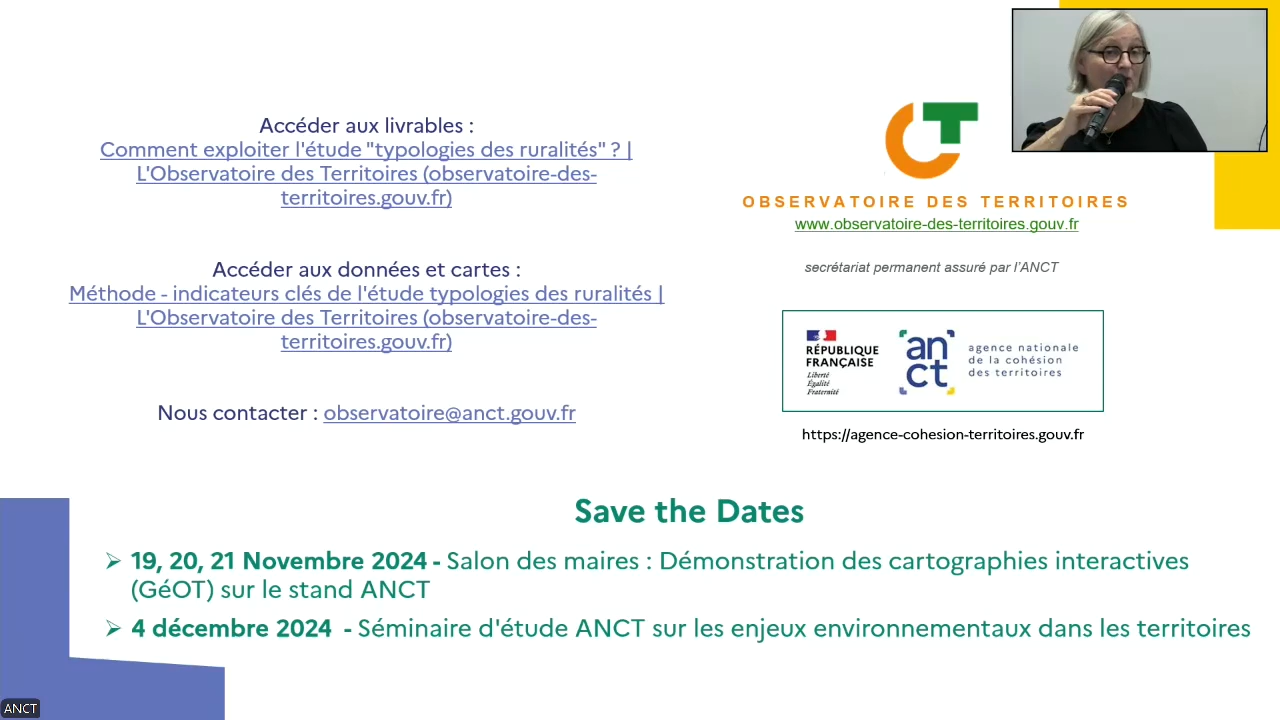 Accéder aux livrables :
Comment exploiter l'étude "typologies des ruralités" ? |
L'Observatoire des Territoires (observatoire-des-
territoires.gouv.fr)
Accéder aux données et cartes :
Méthode - indicateurs clés de l'étude typologies des ruralités |
L'Observatoire des Territoires (observatoire-des-
territoires.gouv.fr)
Nous contacter : observatoire@anct.gouv.fr
OBSERVATOIRE DES TERRITOIRES
www.observatoire-des-territoires.gouv.fr
secrétariat permanent assuré par l'ANCT
RÉPUBLIQUE
FRANÇAISE
Liberté
Égalité
Fraternité
an
ct
agence nationale
de la cohésion
des territoires
https://agence-cohesion-territoires.gouv.fr
Save the Dates
➢ 19, 20, 21 Novembre 2024 - Salon des maires : Démonstration des cartographies interactives
(GéOT) sur le stand ANCT
➢ 4 décembre 2024 - Séminaire d'étude ANCT sur les enjeux environnementaux dans les territoires
ANCT